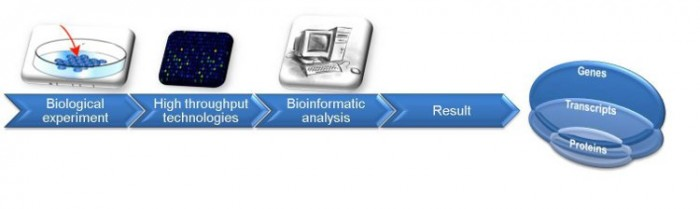 Biological
experiment
High throughput
technologies
Bioinformatic
analysis
Result
Genes
Transcripts
Proteins